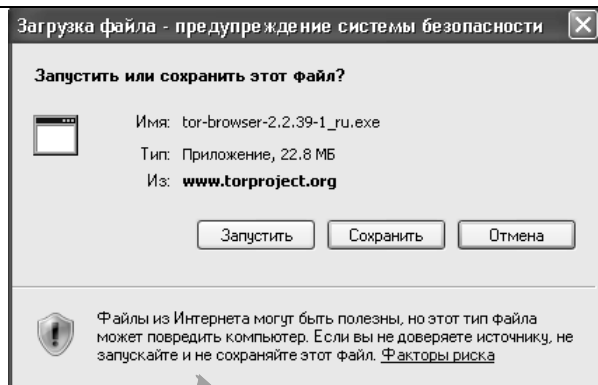 Загрузка файла - предупреждение системы безопасности
Запустить или сохранить этот файл?
Имя: tor-browser-2.2.39-1_ru.exe
Тип: Приложение, 22.8 МБ
Из: www.torproject.org
Запустить Сохранить Отмена
Файлы из Интернета могут быть полезны, но этот тип файла
может повредить компьютер. Если вы не доверяете источнику, не
запускайте и не сохраняйте этот файл. Факторы риска